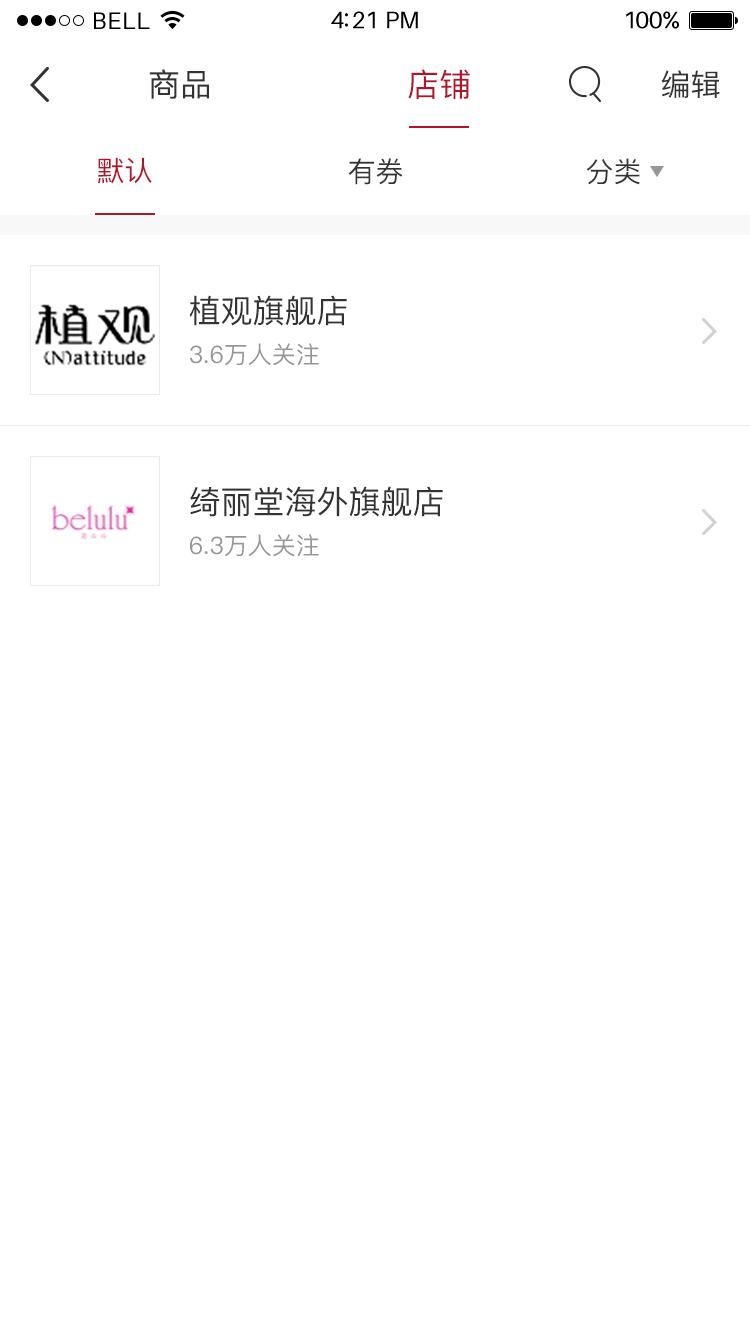 BELL 4:21 PM 100%
商品 店铺 编辑
默认 有券 分类
植观
(N)attitude
植观旗舰店
3.6万人关注
belulu
绮丽堂海外旗舰店
6.3万人关注